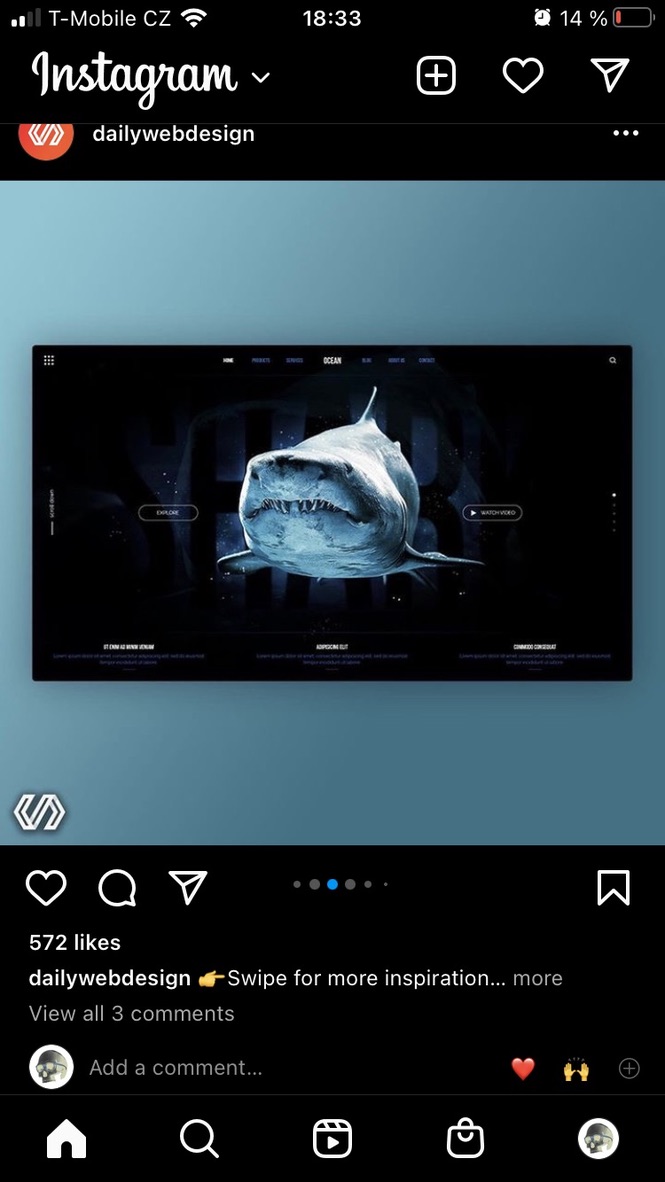 T-Mobile CZ 18:33 14 %
Instagram
dailywebdesign
HOME PRODUCTS SERVICES OCEAN BLOG ABOUT US CONTACT
scroll down
EXPLORE
WATCH VIDEO
UT ENIM AD MINIM VENIAM
Lorem ipsum dolor sit amet, consectetur adipisicing elit, sed do eiusmod
tempor incididunt ut labore
ADIPISICING ELIT
Lorem ipsum dolor sit amet, consectetur adipisicing elit, sed do eiusmod
tempor incididunt ut labore
COMMODO CONSEQUAT
Lorem ipsum dolor sit amet, consectetur adipisicing elit, sed do eiusmod
tempor incididunt ut labore
572 likes
dailywebdesign 👉Swipe for more inspiration... more
View all 3 comments
Add a comment...